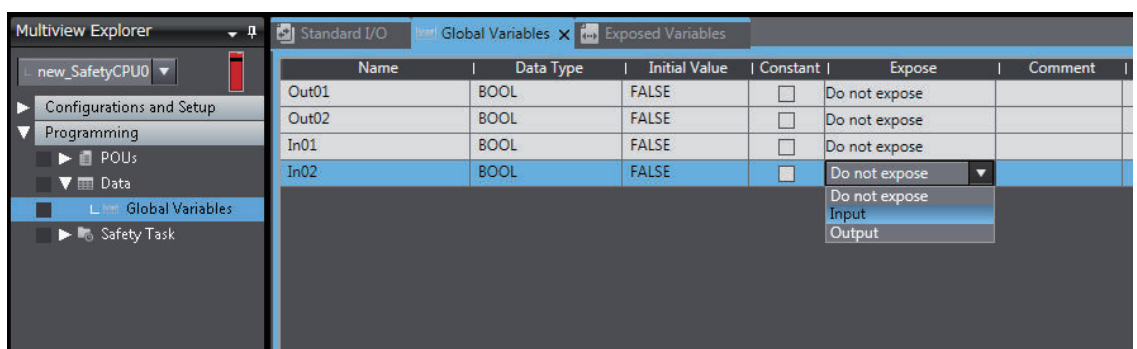 Multiview Explorer
new_SafetyCPU0
Configurations and Setup
Programming
POUs
Data
Global Variables
Safety Task
Standard I/O Global Variables Exposed Variables
Name Data Type Initial Value Constant Expose Comment
Out01 BOOL FALSE Do not expose
Out02 BOOL FALSE Do not expose
In01 BOOL FALSE Do not expose
In02 BOOL FALSE Do not expose
Do not expose
Input
Output